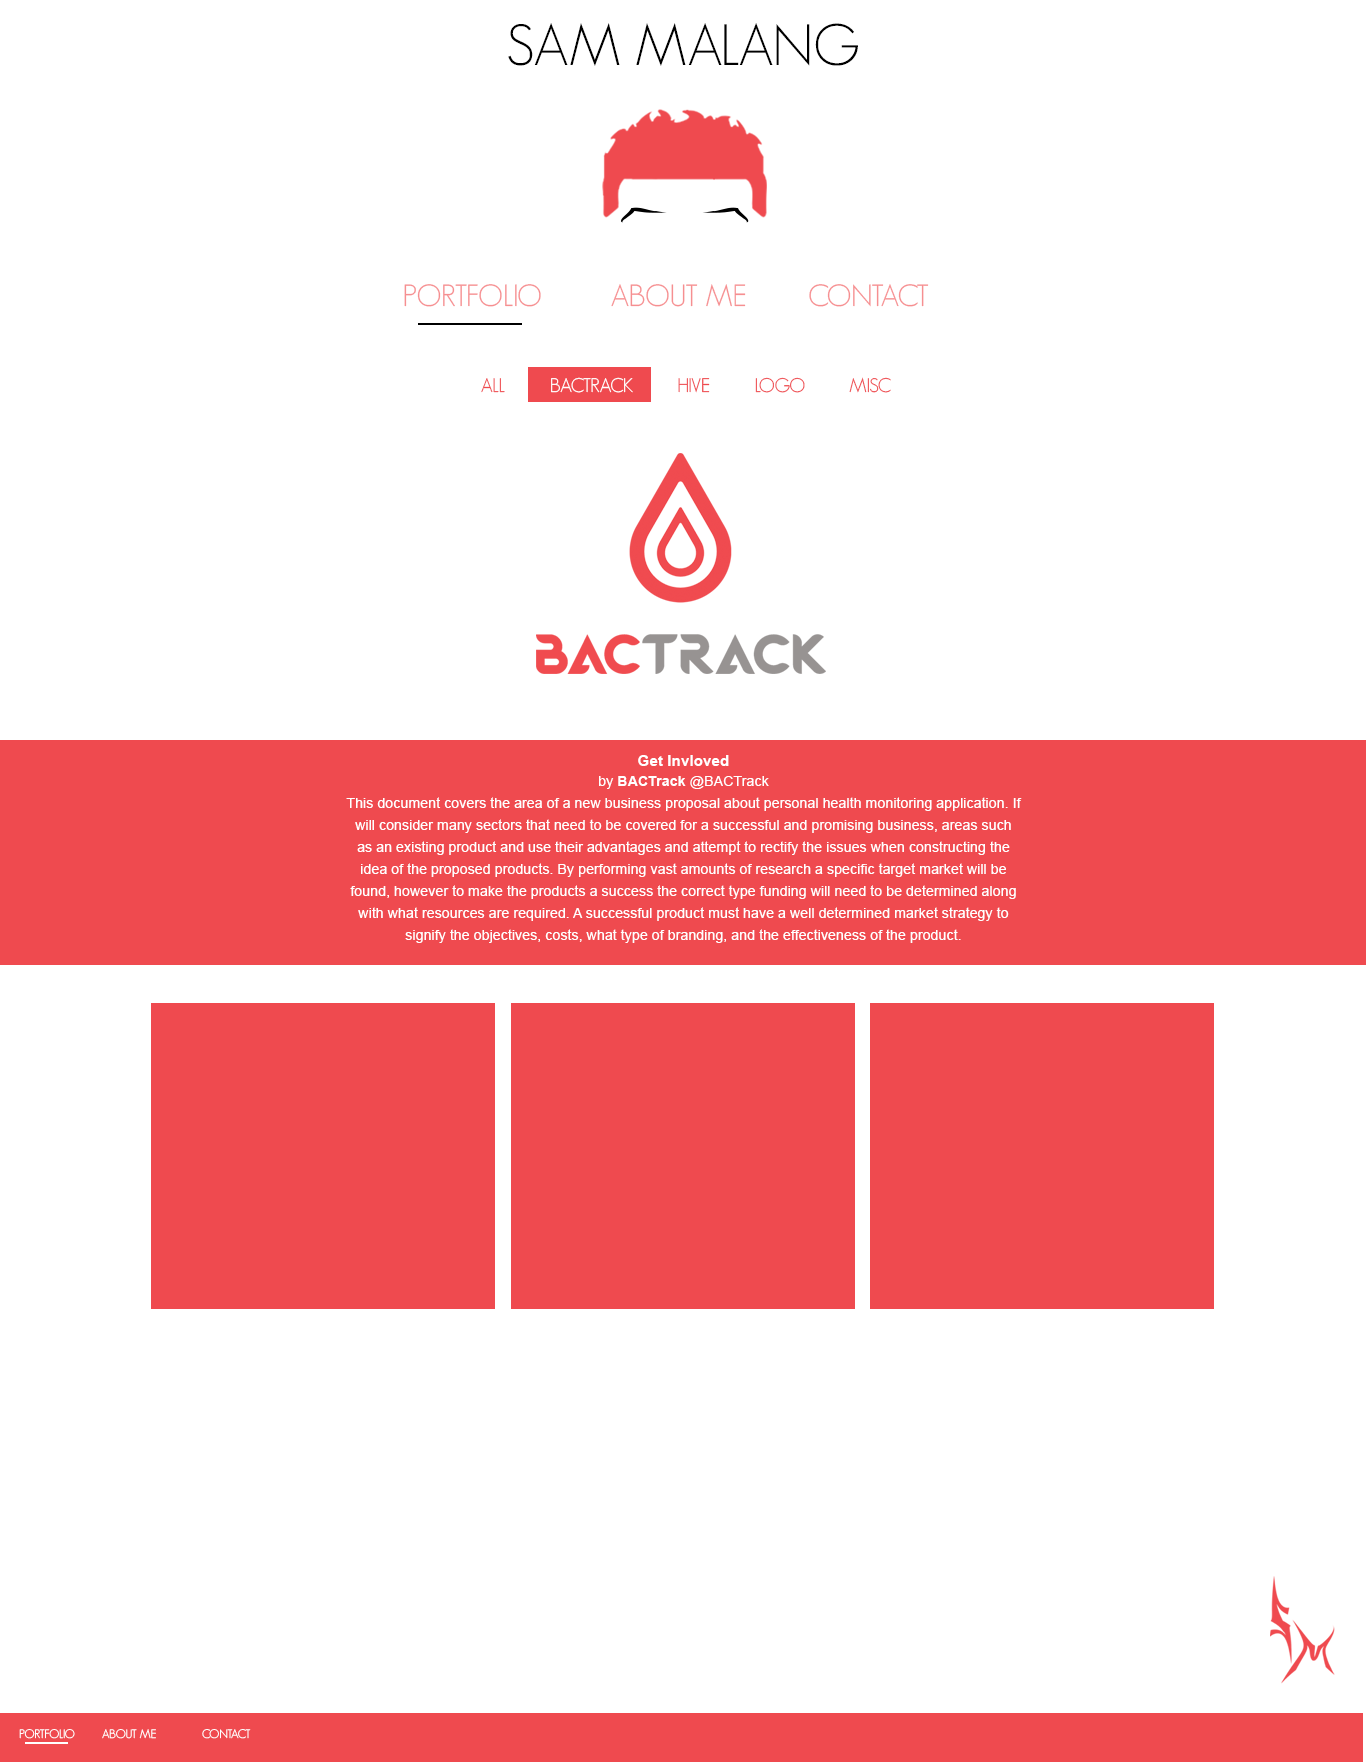 SAM MALANG
PORTFOLIO ABOUT ME CONTACT
ALL BACTRACK HIVE LOGO MISC
BACTRACK
Get Invloved
by BACTrack @BACTrack
This document covers the area of a new business proposal about personal health monitoring application. If
will consider many sectors that need to be covered for a successful and promising business, areas such
as an existing product and use their advantages and attempt to rectify the issues when constructing the
idea of the proposed products. By performing vast amounts of research a specific target market will be
found, however to make the products a success the correct type funding will need to be determined along
with what resources are required. A successful product must have a well determined market strategy to
signify the objectives, costs, what type of branding, and the effectiveness of the product.
SM
PORTFOLIO ABOUT ME CONTACT